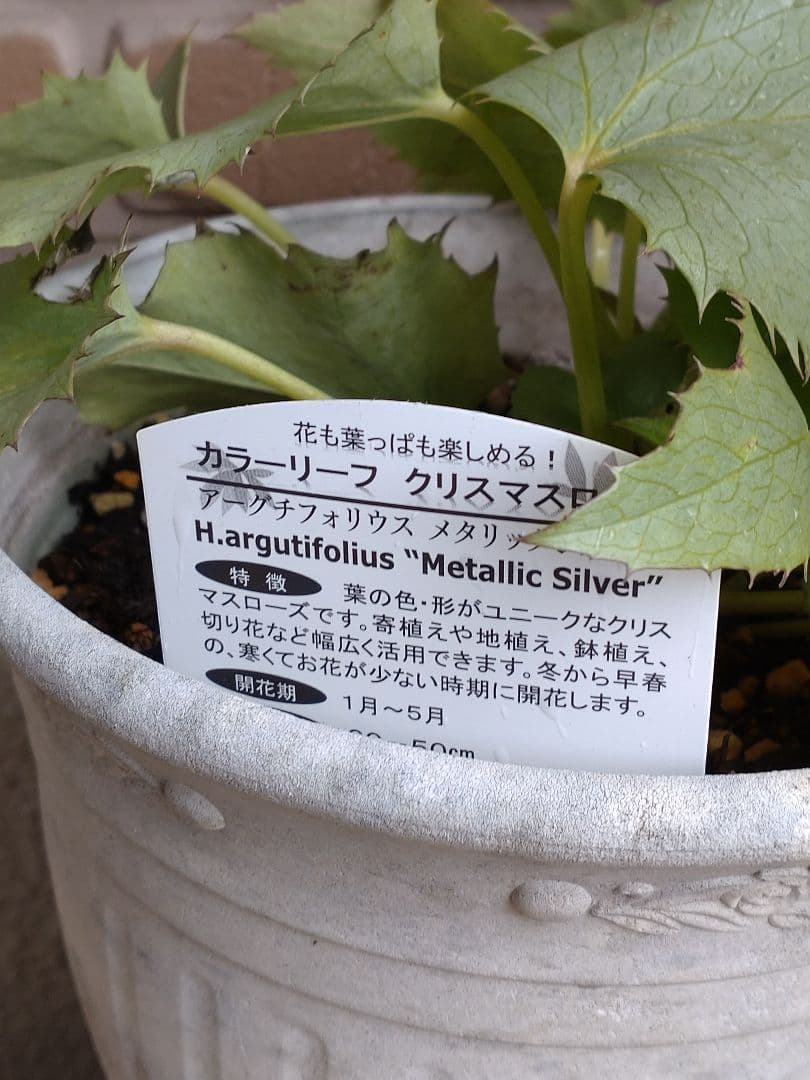 花も葉っぱも楽しめる！
カラーリーフ クリスマスロ
アーグチフォリウス メタリッ
H.argutifolius “Metallic Silver”
特 徴 葉の色・形がユニークなクリス
マスローズです。寄植えや地植え、鉢植え、
切り花など幅広く活用できます。冬から早春
の、寒くてお花が少ない時期に開花します。
開花期 1月～5月
50cm